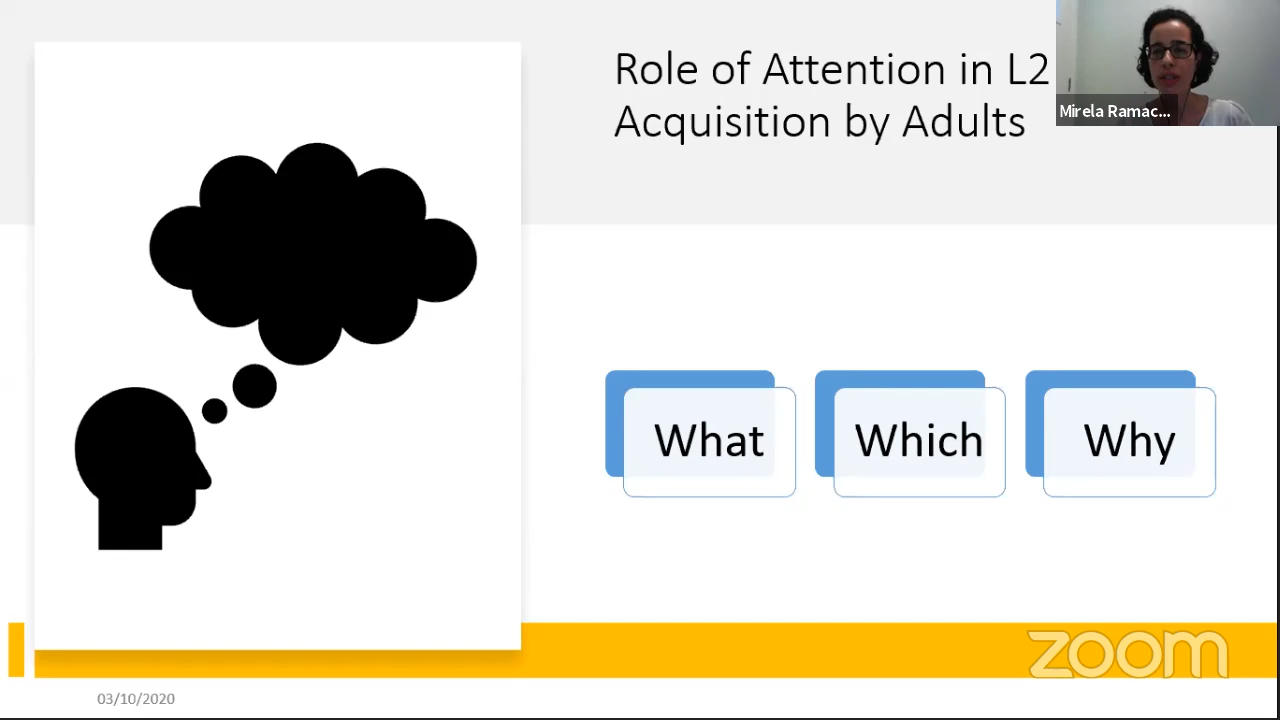 Role of Attention in L2
Acquisition by Adults
Mirela Ramac...
What
Which
Why
zoom
03/10/2020